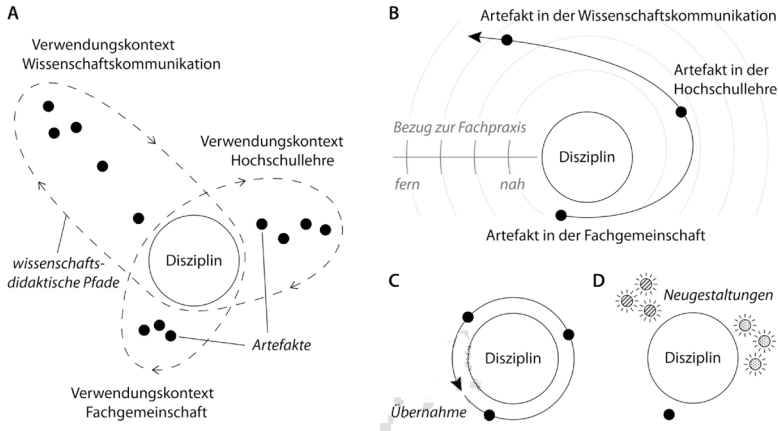 A
Verwendungskontext
Wissenschaftskommunikation
Verwendungskontext
Hochschullehre
Disziplin
wissenschafts-
didaktische Pfade
Artefakte
Verwendungskontext
Fachgemeinschaft
B
Artefakt in der Wissenschaftskommunikation
Artefakt in der
Hochschullehre
Bezug zur Fachpraxis
Disziplin
fern
nah
Artefakt in der Fachgemeinschaft
C
Disziplin
Übernahme
D
Neugestaltungen
Disziplin